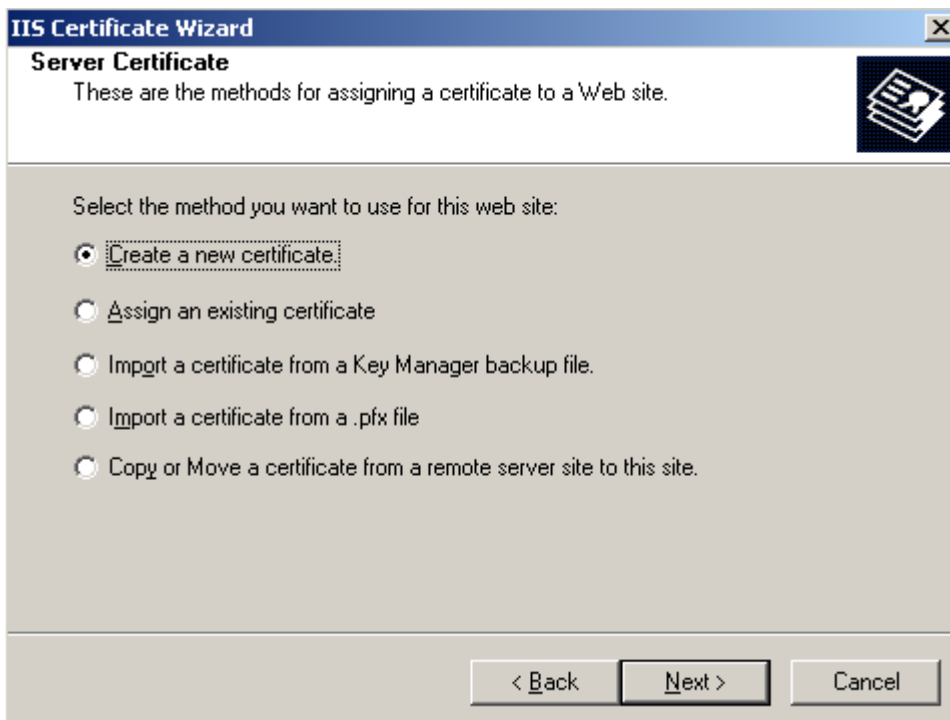 IIS Certificate Wizard
Server Certificate
These are the methods for assigning a certificate to a Web site.
Select the method you want to use for this web site:
Create a new certificate.
Assign an existing certificate
Import a certificate from a Key Manager backup file.
Import a certificate from a .pfx file
Copy or Move a certificate from a remote server site to this site.
< Back Next > Cancel